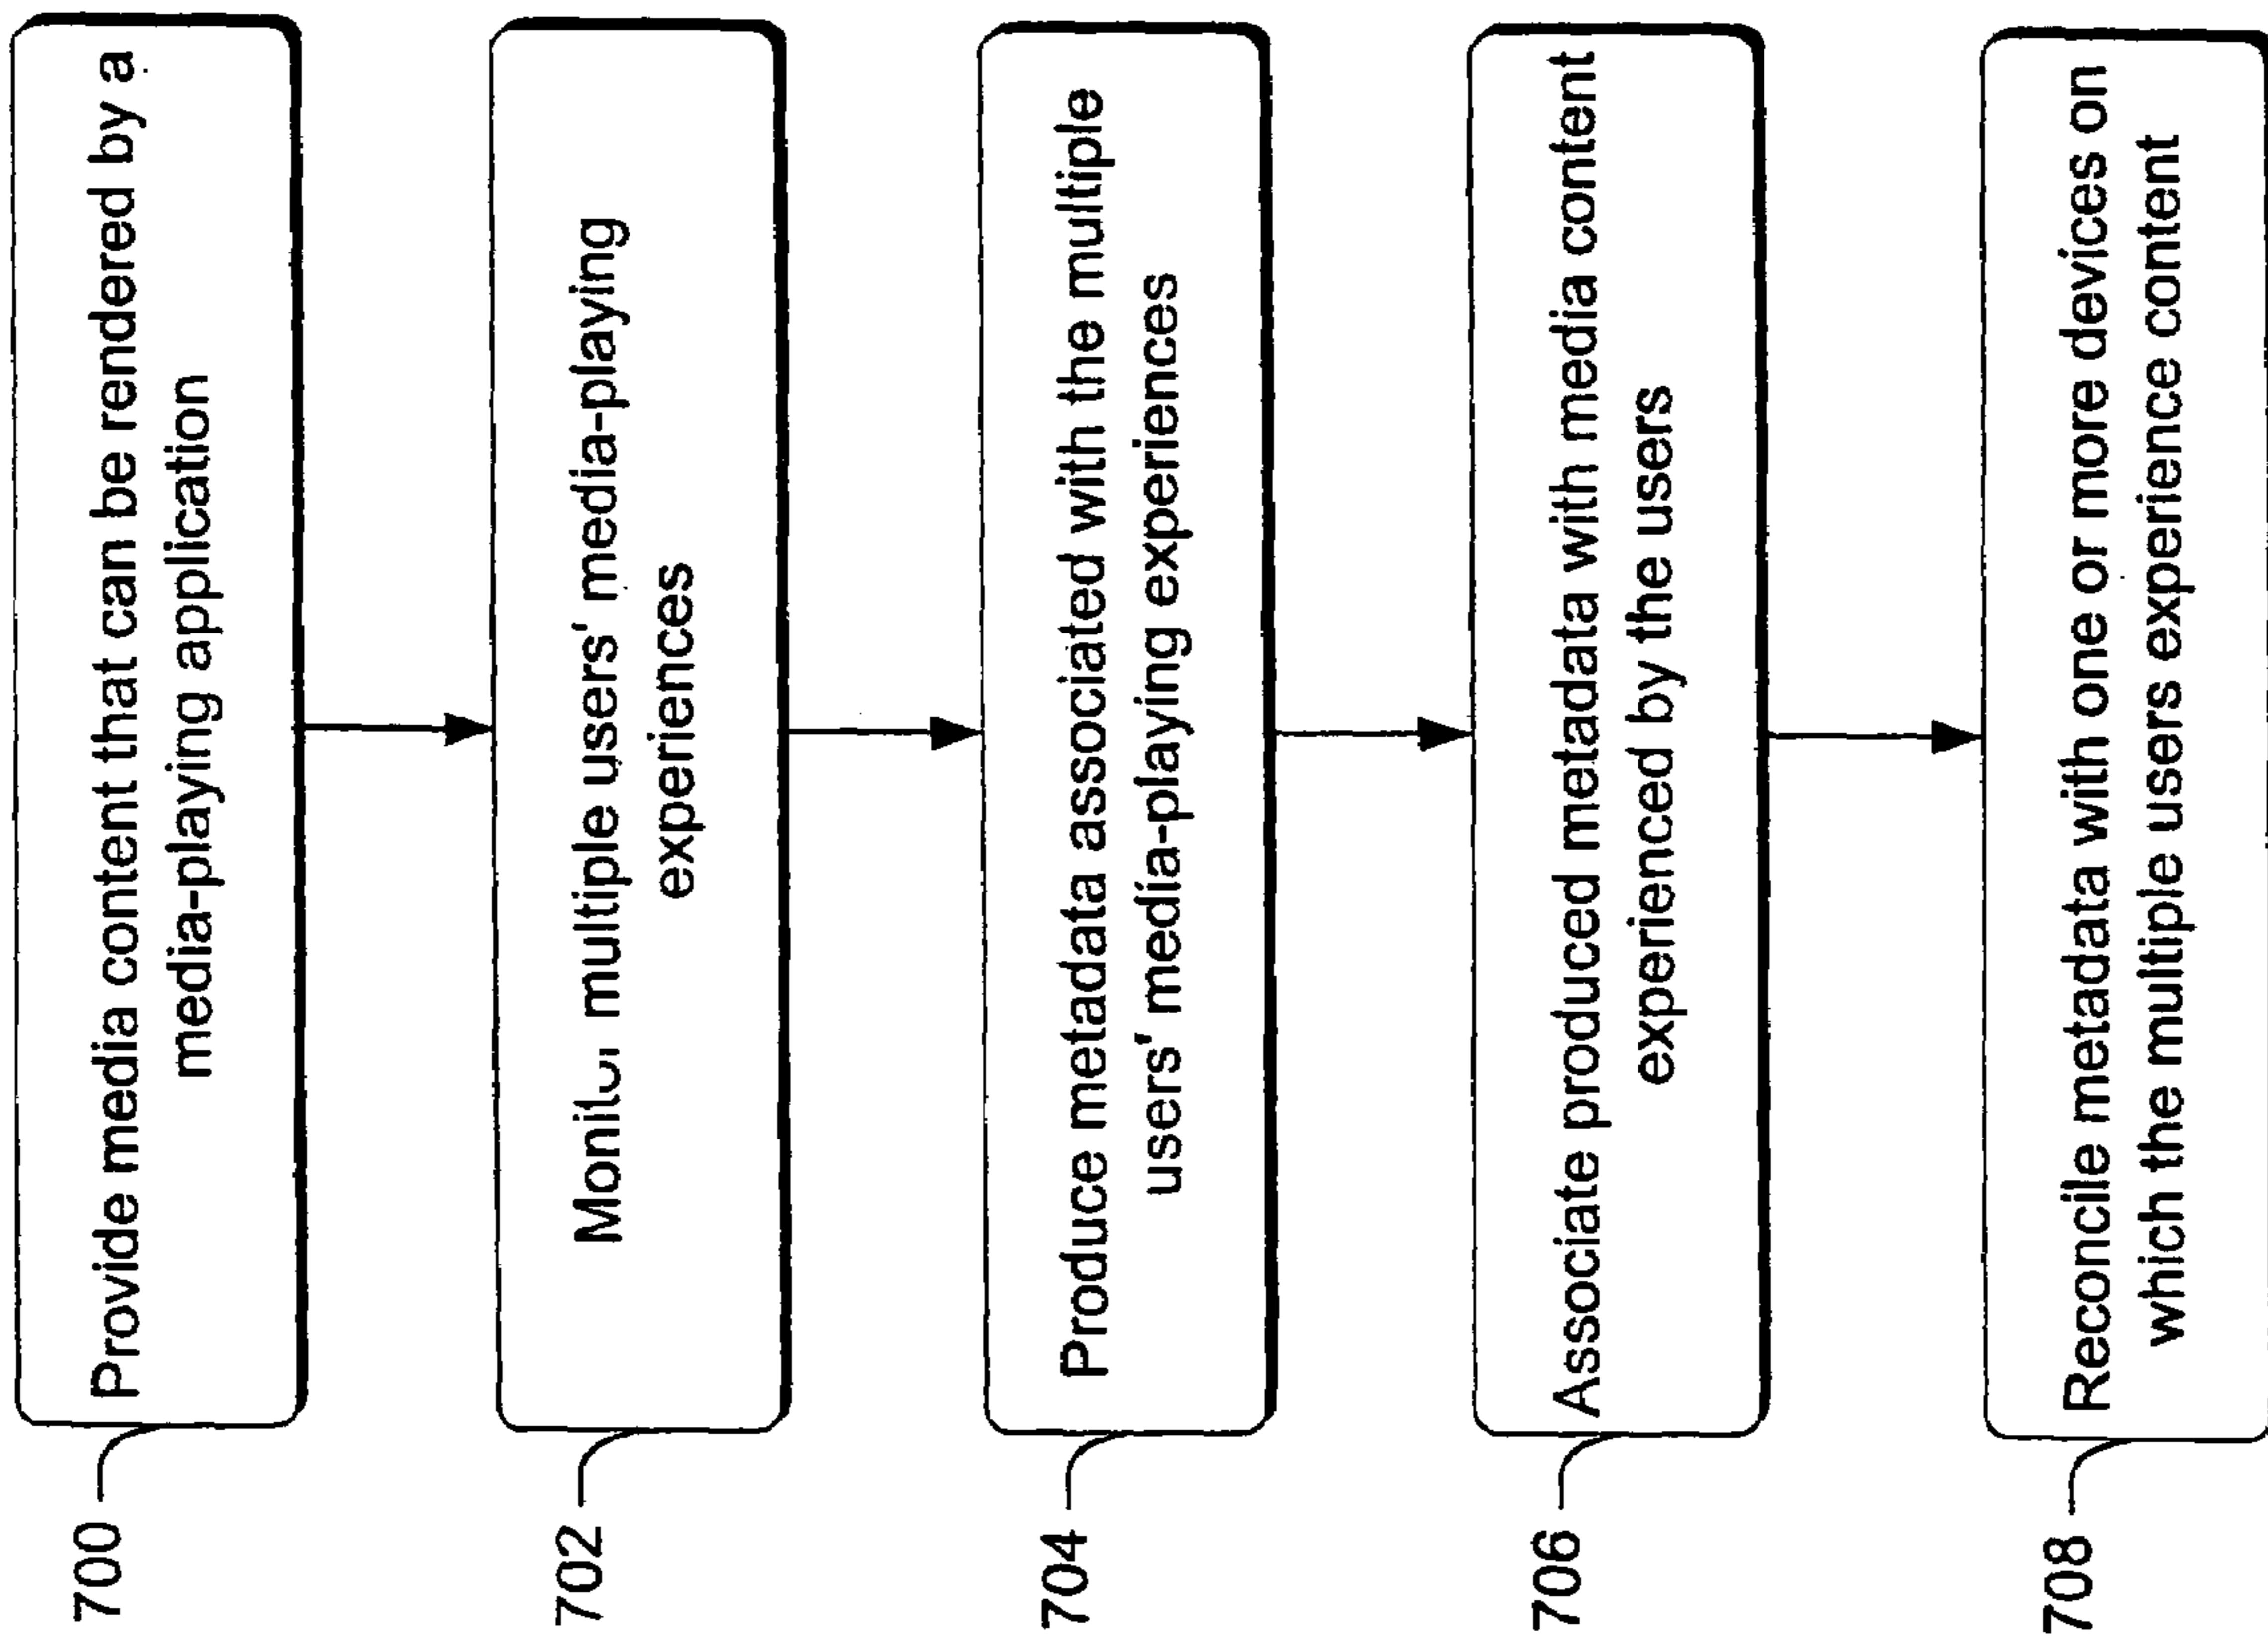 700
Provide media content that can be rendered by a
media-playing application
702
Monitor multiple users' media-playing
experiences
704
Produce metadata associated with the multiple
users' media-playing experiences
706
Associate produced metadata with media content
experienced by the users
708
Reconcile metadata with one or more devices on
which the multiple users experience content